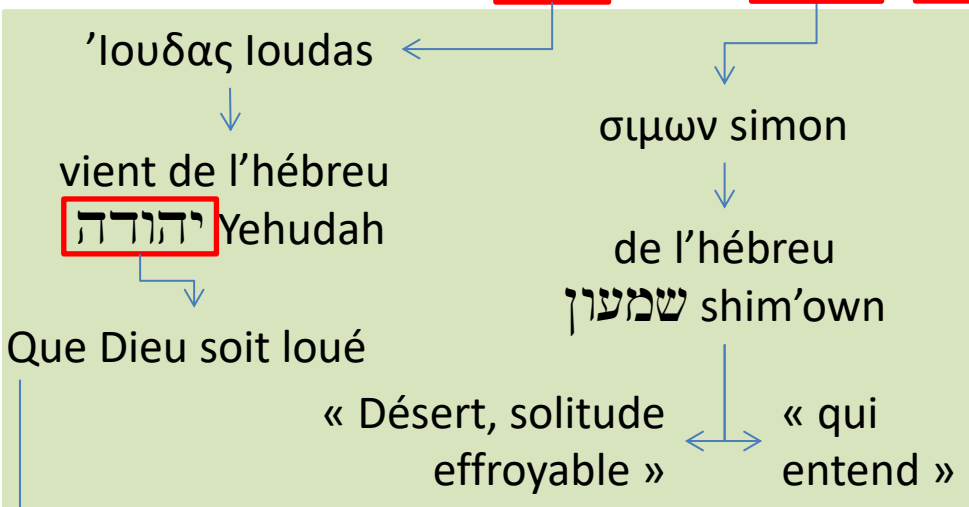 ’Ιουδας Ioudas
vient de l’hébreu
יהודה Yehudah
Que Dieu soit loué
σιμων simon
de l’hébreu
שמעון shim’own
« Désert, solitude
effroyable »
« qui
entend »